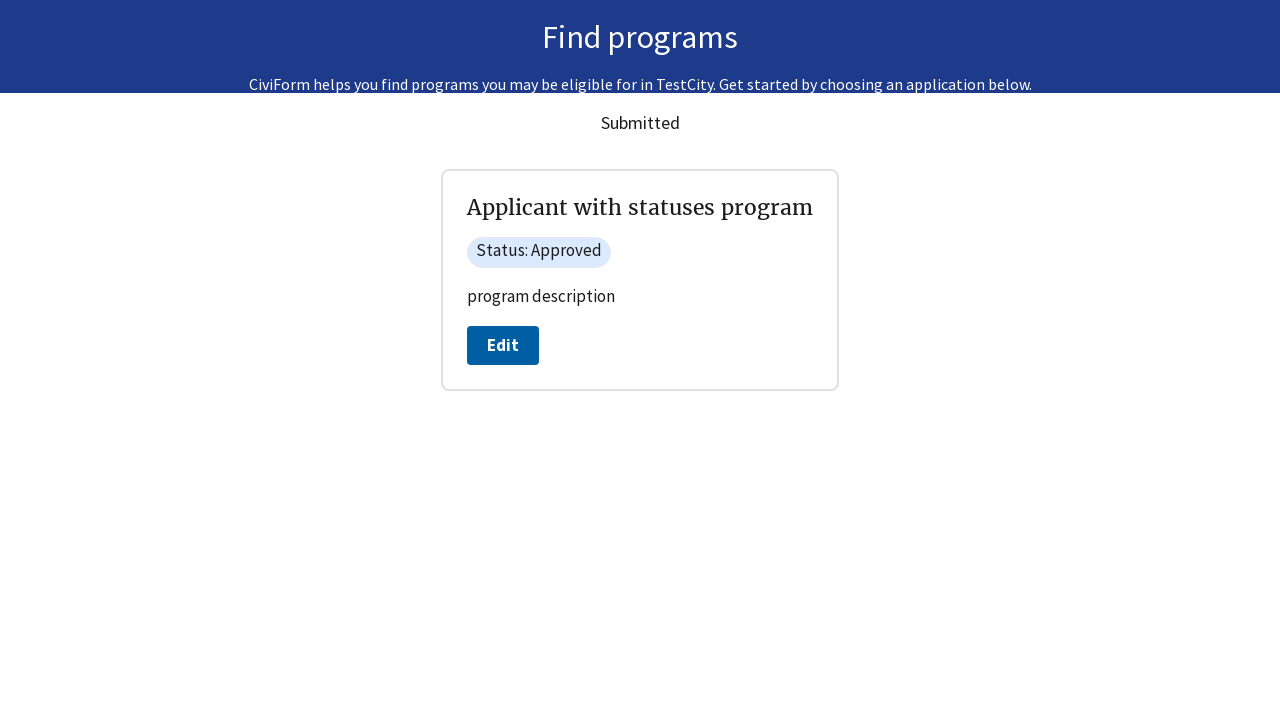 Find programs
CiviForm helps you find programs you may be eligible for in TestCity. Get started by choosing an application below.
Submitted
Applicant with statuses program
Status: Approved
program description
Edit